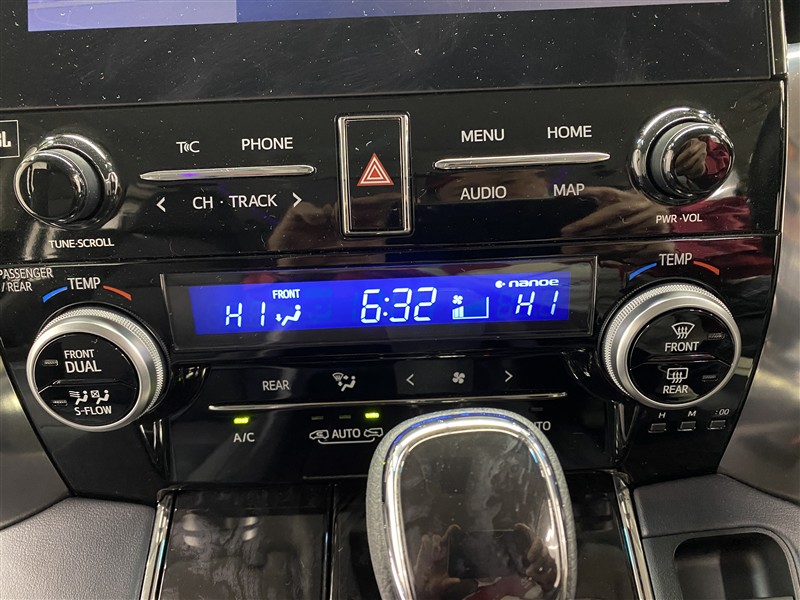 TCC PHONE
MENU HOME
CH · TRACK
AUDIO MAP
TUNE·SCROLL
PWR·VOL
PASSENGER
/REAR
TEMP
TEMP
FRONT
nanoe
HI 6:32 HI
FRONT
DUAL
S-FLOW
FRONT
REAR
REAR
H M :00
A/C
AUTO